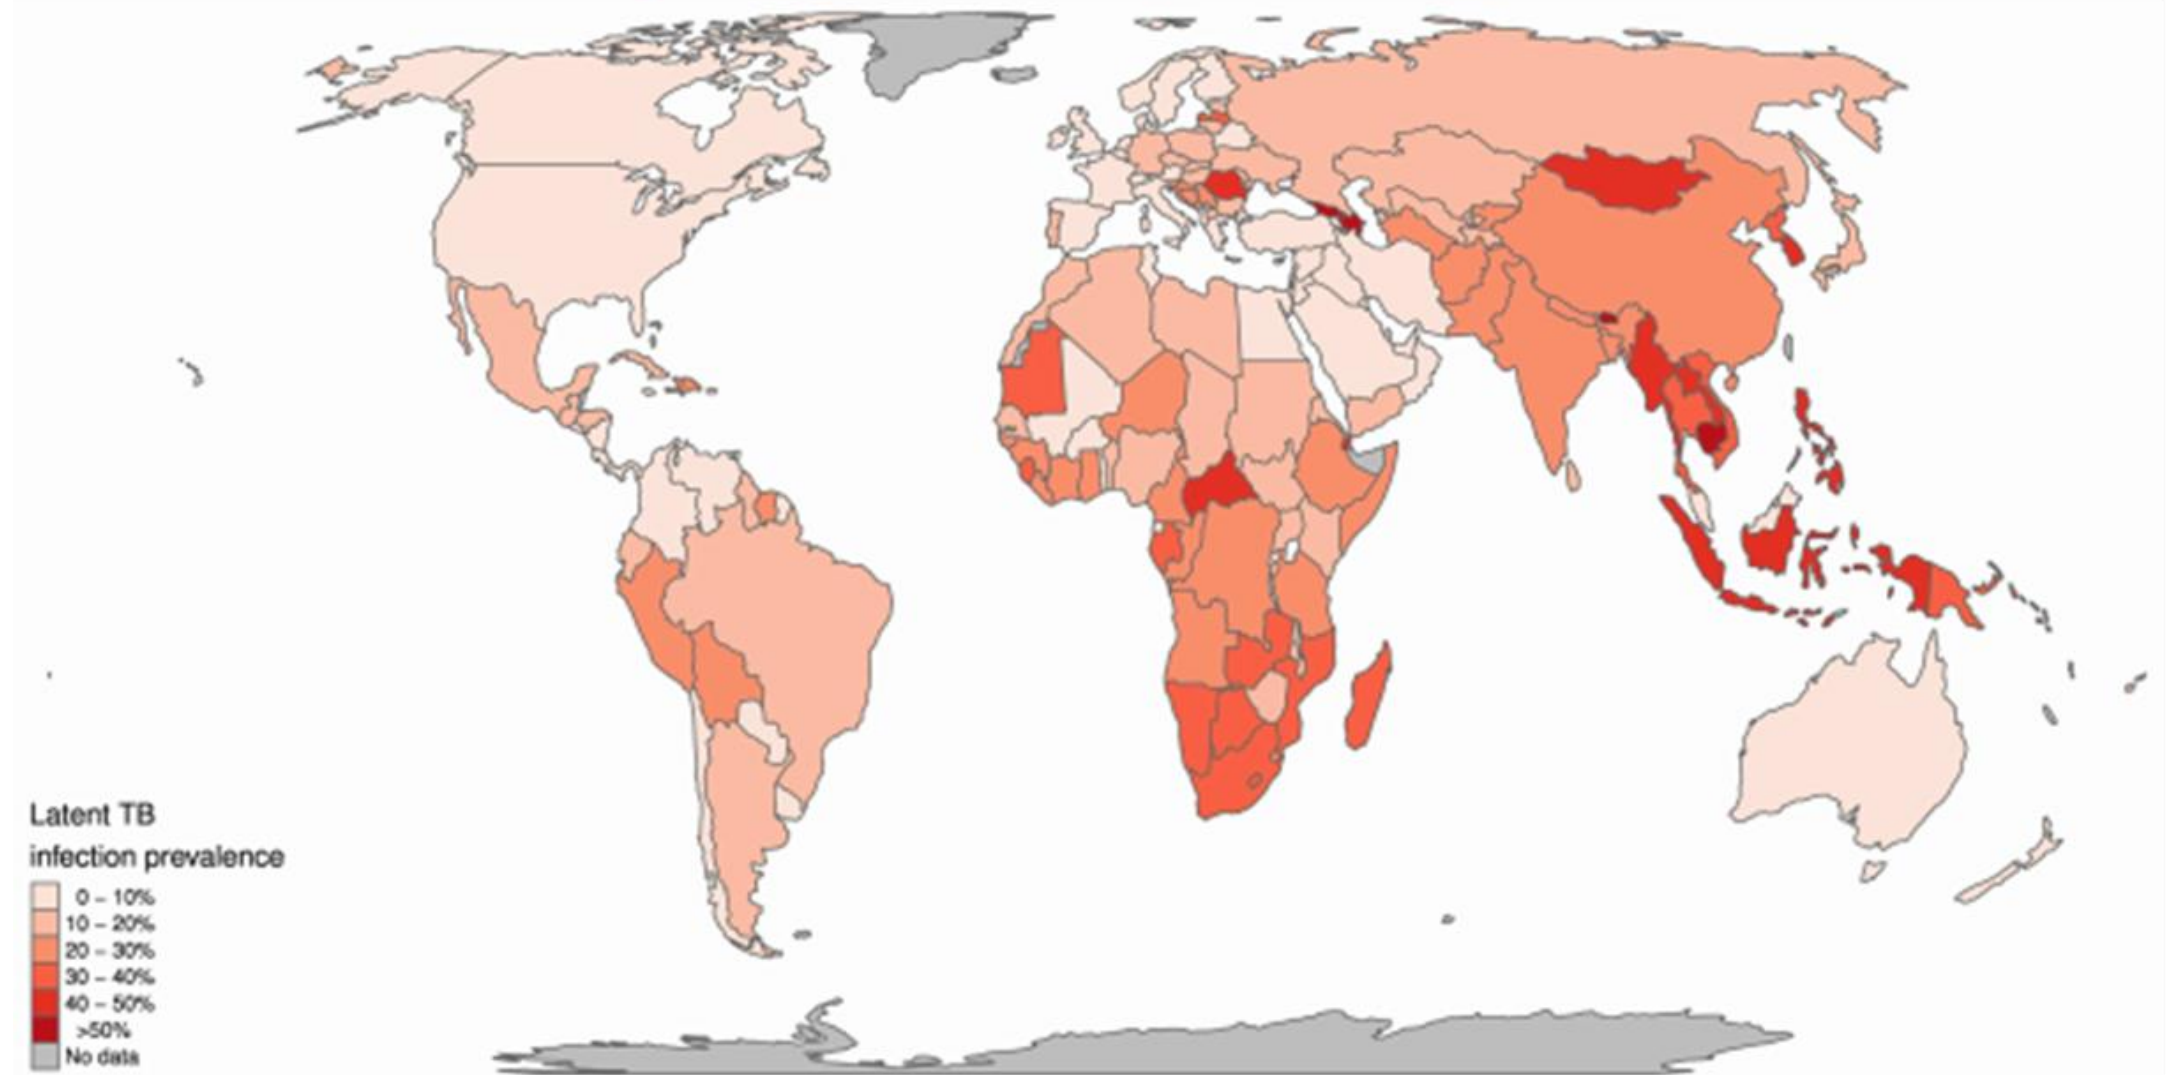 Latent TB
infection prevalence
0 – 10%
10 – 20%
20 – 30%
30 – 40%
40 – 50%
>50%
No data